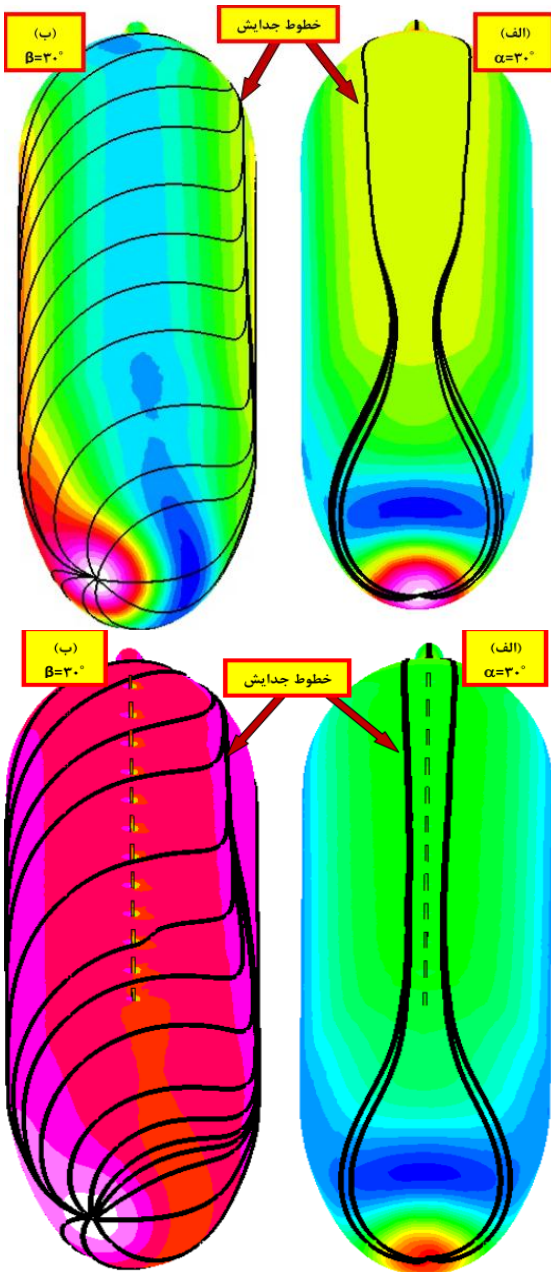 (الف)
α=۳۰°
خطوط جدایش
(ب)
β=۳۰°
(الف)
α=۳۰°
خطوط جدایش
(ب)
β=۳۰°